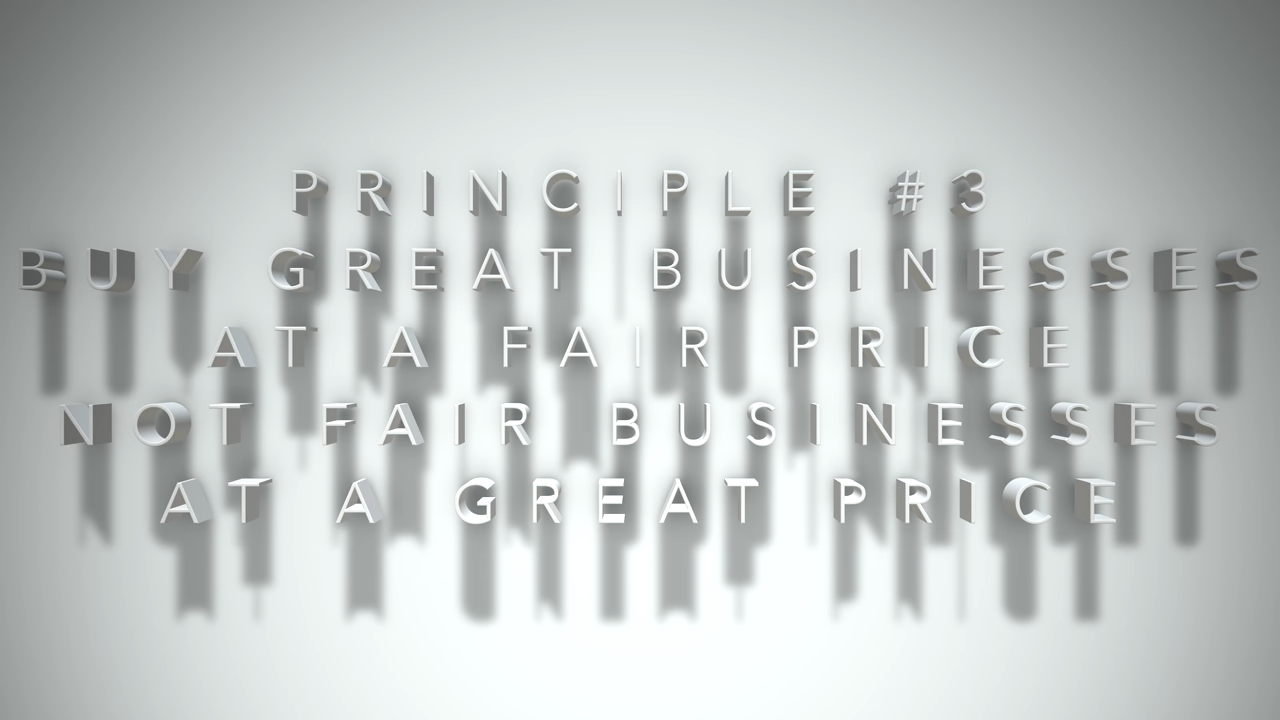 PRINCIPLE #3
BUY GREAT BUSINESSES
AT A FAIR PRICE
NOT FAIR BUSINESSES
AT A GREAT PRICE